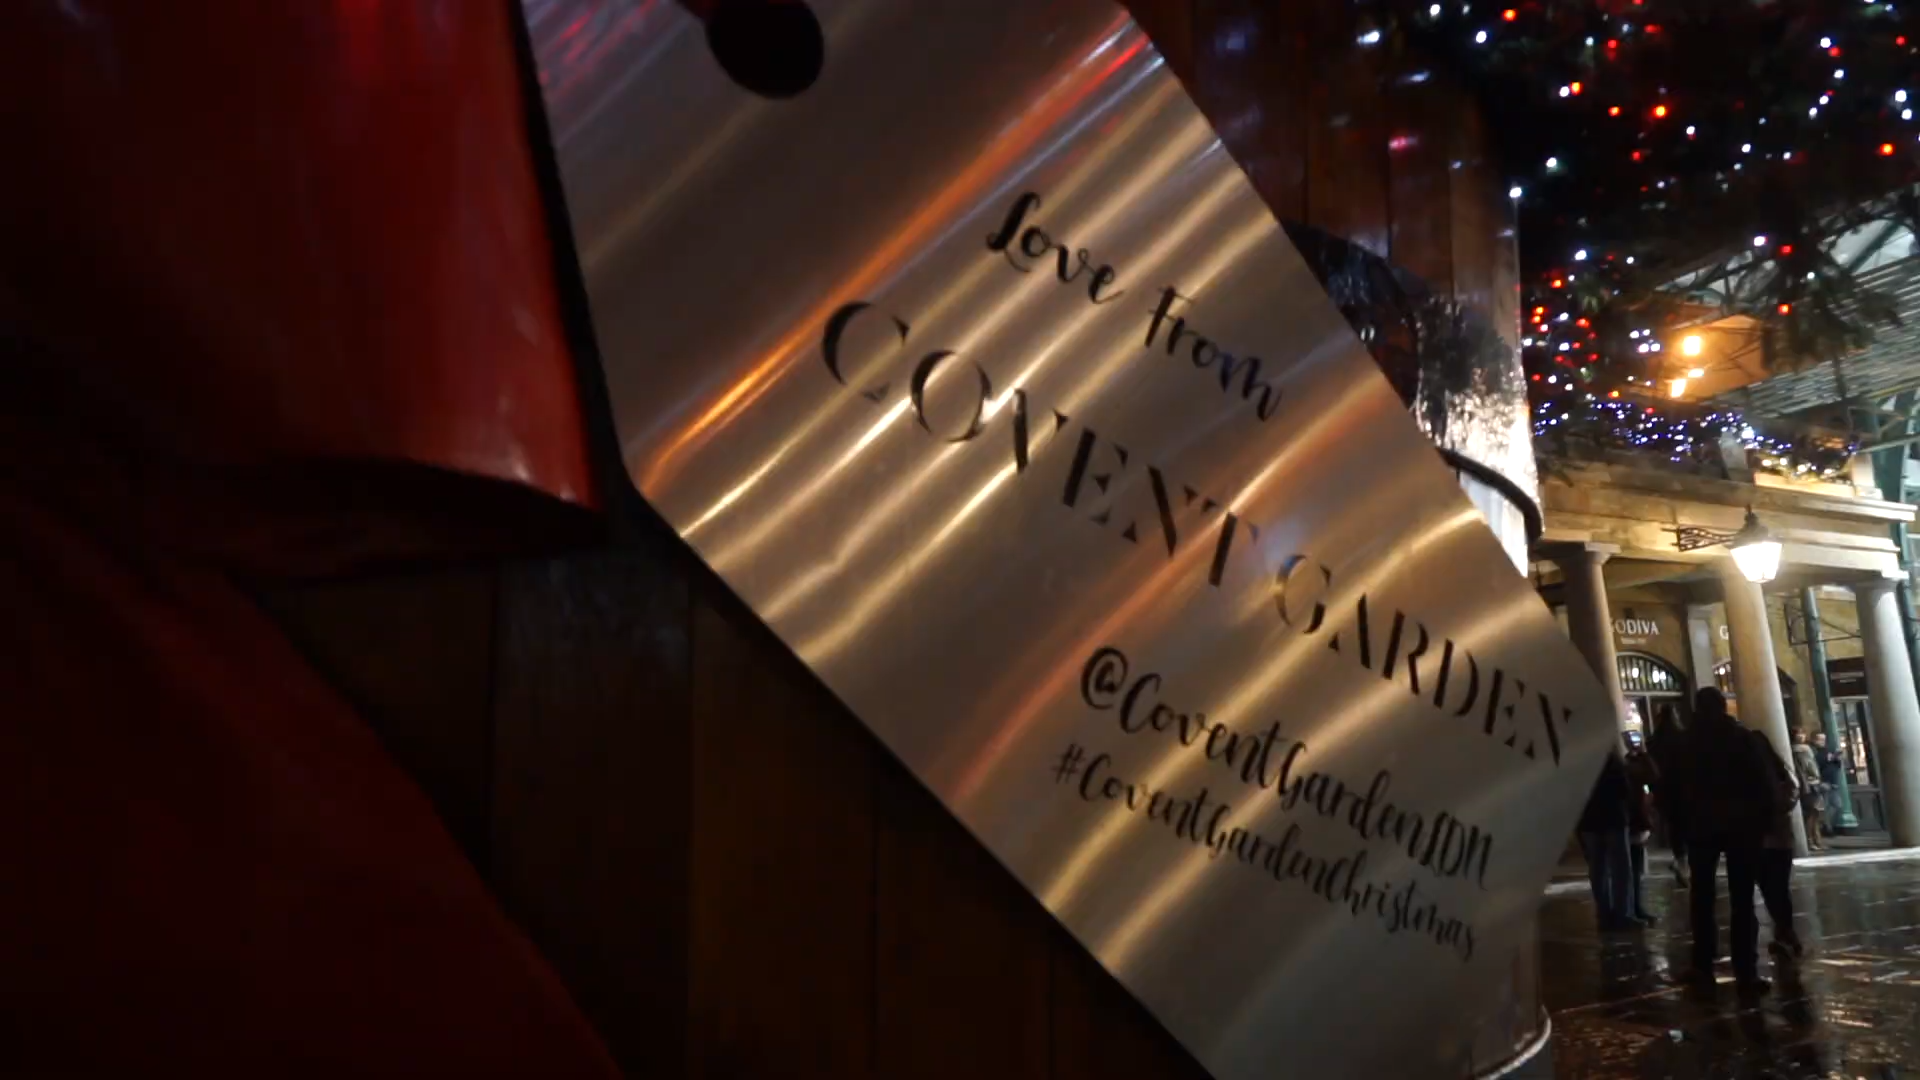 Love From
COVENT GARDEN
@CoventGardenLDN
#CoventGardenChristmas
GODIVA